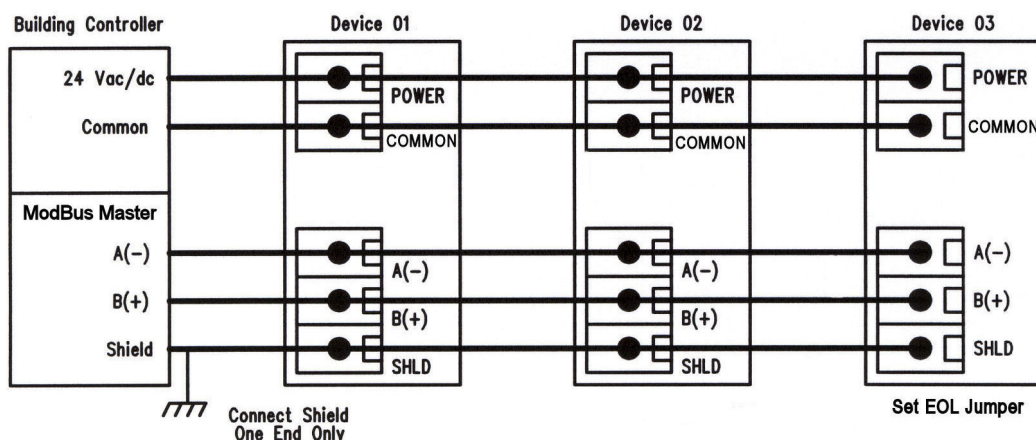 Building Controller
Device 01
Device 02
Device 03
24 Vac/dc
POWER
POWER
POWER
Common
COMMON
COMMON
COMMON
ModBus Master
A(-)
A(-)
A(-)
A(-)
B(+)
B(+)
B(+)
B(+)
Shield
SHLD
SHLD
SHLD
Connect Shield
One End Only
Set EOL Jumper